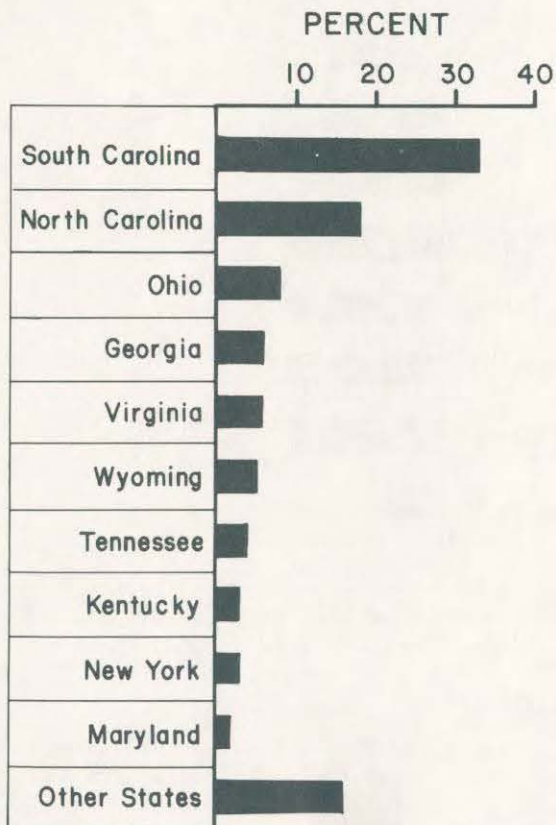 PERCENT
10 20 30 40
South Carolina
North Carolina
Ohio
Georgia
Virginia
Wyoming
Tennessee
Kentucky
New York
Maryland
Other States